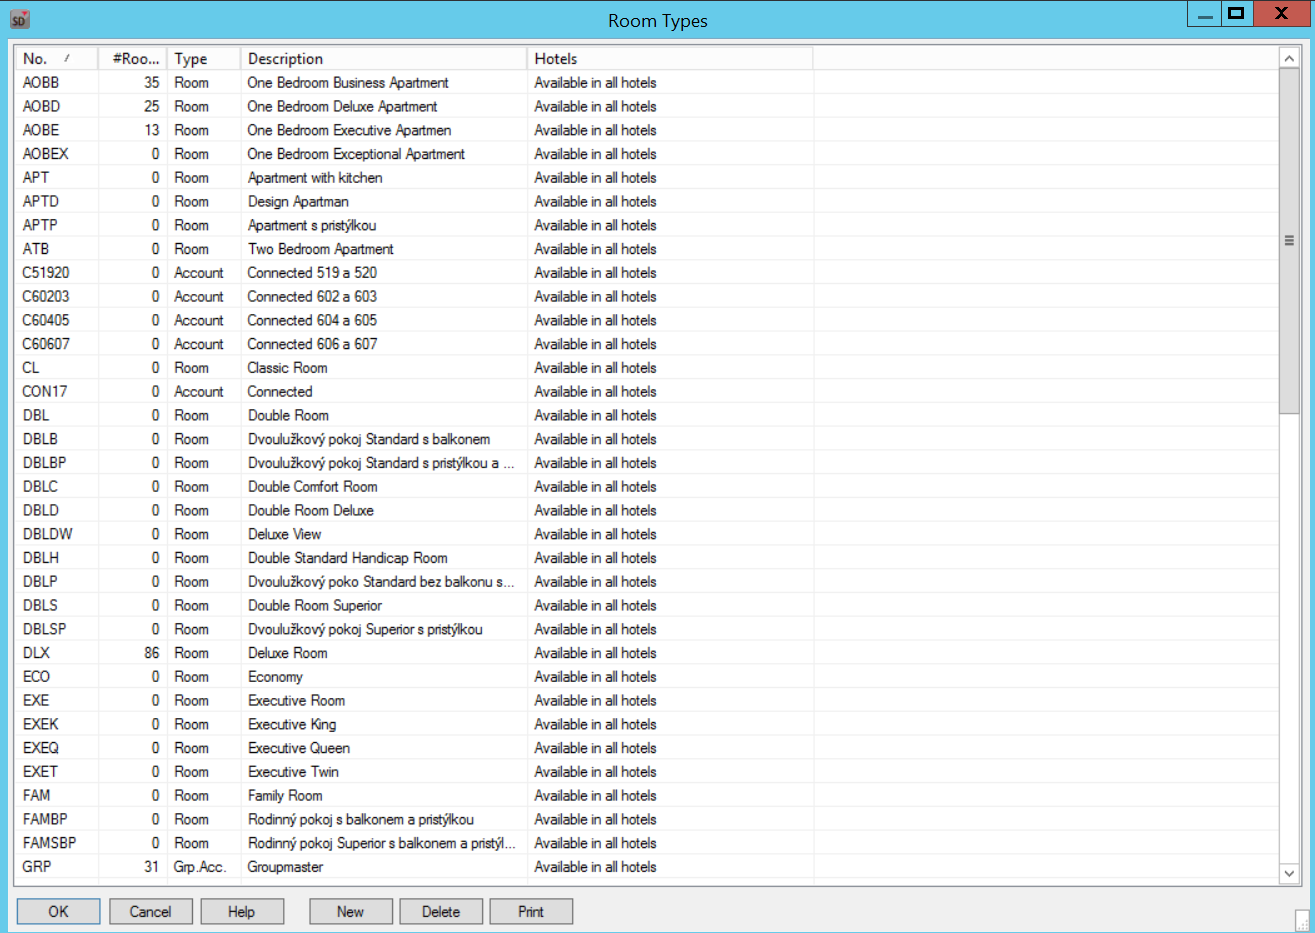 SD
Room Types
No. #Roo... Type Description Hotels
AOBB 35 Room One Bedroom Business Apartment Available in all hotels
AOBD 25 Room One Bedroom Deluxe Apartment Available in all hotels
AOBE 13 Room One Bedroom Executive Apartmen Available in all hotels
AOBEX 0 Room One Bedroom Exceptional Apartment Available in all hotels
APT 0 Room Apartment with kitchen Available in all hotels
APTD 0 Room Design Apartman Available in all hotels
APTP 0 Room Apartment s pristýlkou Available in all hotels
ATB 0 Room Two Bedroom Apartment Available in all hotels
C51920 0 Account Connected 519 a 520 Available in all hotels
C60203 0 Account Connected 602 a 603 Available in all hotels
C60405 0 Account Connected 604 a 605 Available in all hotels
C60607 0 Account Connected 606 a 607 Available in all hotels
CL 0 Room Classic Room Available in all hotels
CON17 0 Account Connected Available in all hotels
DBL 0 Room Double Room Available in all hotels
DBLB 0 Room Dvoulužkový pokoj Standard s balkonem Available in all hotels
DBLBP 0 Room Dvoulužkový pokoj Standard s pristýlkou a ... Available in all hotels
DBLC 0 Room Double Comfort Room Available in all hotels
DBLD 0 Room Double Room Deluxe Available in all hotels
DBLDW 0 Room Deluxe View Available in all hotels
DBLH 0 Room Double Standard Handicap Room Available in all hotels
DBLP 0 Room Dvoulužkový poko Standard bez balkonu s... Available in all hotels
DBLS 0 Room Double Room Superior Available in all hotels
DBLSP 0 Room Dvoulužkový pokoj Superior s pristýlkou Available in all hotels
DLX 86 Room Deluxe Room Available in all hotels
ECO 0 Room Economy Available in all hotels
EXE 0 Room Executive Room Available in all hotels
EXEK 0 Room Executive King Available in all hotels
EXEQ 0 Room Executive Queen Available in all hotels
EXET 0 Room Executive Twin Available in all hotels
FAM 0 Room Family Room Available in all hotels
FAMBP 0 Room Rodinný pokoj s balkonem a pristýlkou Available in all hotels
FAMSBP 0 Room Rodinný pokoj Superior s balkonem a pristýl... Available in all hotels
GRP 31 Grp.Acc. Groupmaster Available in all hotels
OK Cancel Help New Delete Print